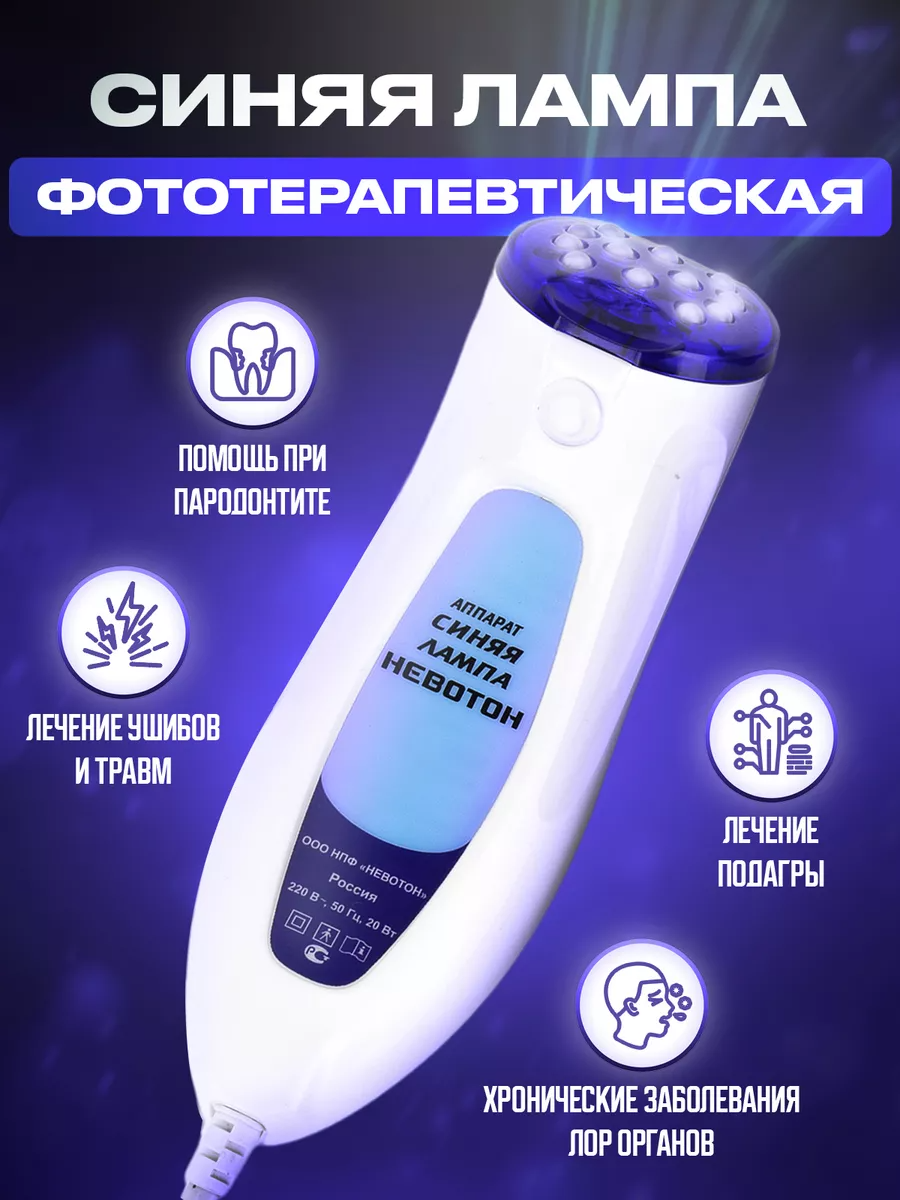 СИНЯЯ ЛАМПА
ФОТОТЕРАПЕВТИЧЕСКАЯ
ПОМОЩЬ ПРИ
ПАРОДОНТИТЕ
ЛЕЧЕНИЕ УШИБОВ
И ТРАВМ
АППАРАТ
СИНЯЯ
ЛАМПА
НЕВОТОН
ООО НПФ «НЕВОТОН»
Россия
220 В~, 50 Гц, 20 Вт
ЛЕЧЕНИЕ
ПОДАГРЫ
ХРОНИЧЕСКИЕ ЗАБОЛЕВАНИЯ
ЛОР ОРГАНОВ